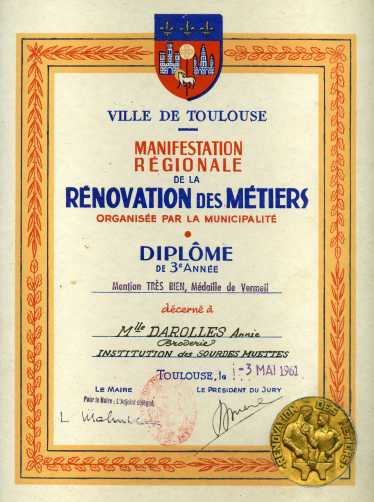 VILLE DE TOULOUSE
MANIFESTATION
RÉGIONALE
DE LA
RÉNOVATION DES MÉTIERS
ORGANISÉE PAR LA MUNICIPALITÉ
DIPLÔME
DE 3e ANNÉE
Mention TRÈS BIEN, Médaille de Vermeil
décerné à
Mlle DAROLLES Annie
Broderie
INSTITUTION des SOURDES MUETTES
TOULOUSE, le - 3 MAI 1961
LE MAIRE LE PRÉSIDENT DU JURY
Pour le Maire : L'Adjoint délégué,
RÉNOVATION DES MÉTIERS